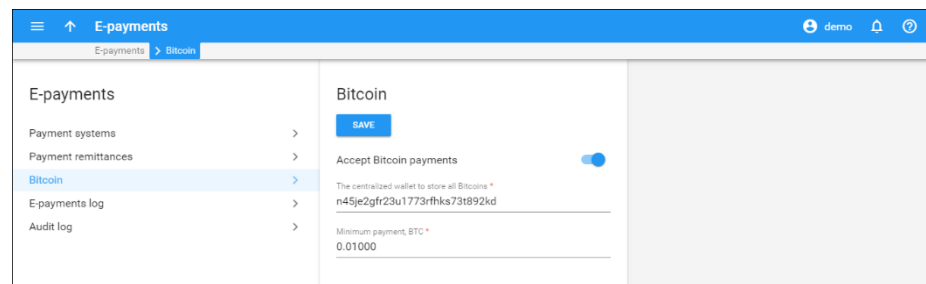 E-payments
demo
E-payments
Bitcoin
E-payments
Payment systems
Payment remittances
Bitcoin
E-payments log
Audit log
Bitcoin
SAVE
Accept Bitcoin payments
The centralized wallet to store all Bitcoins *
n45je2gfr23u1773rfhks73t892kd
Minimum payment, BTC *
0.01000